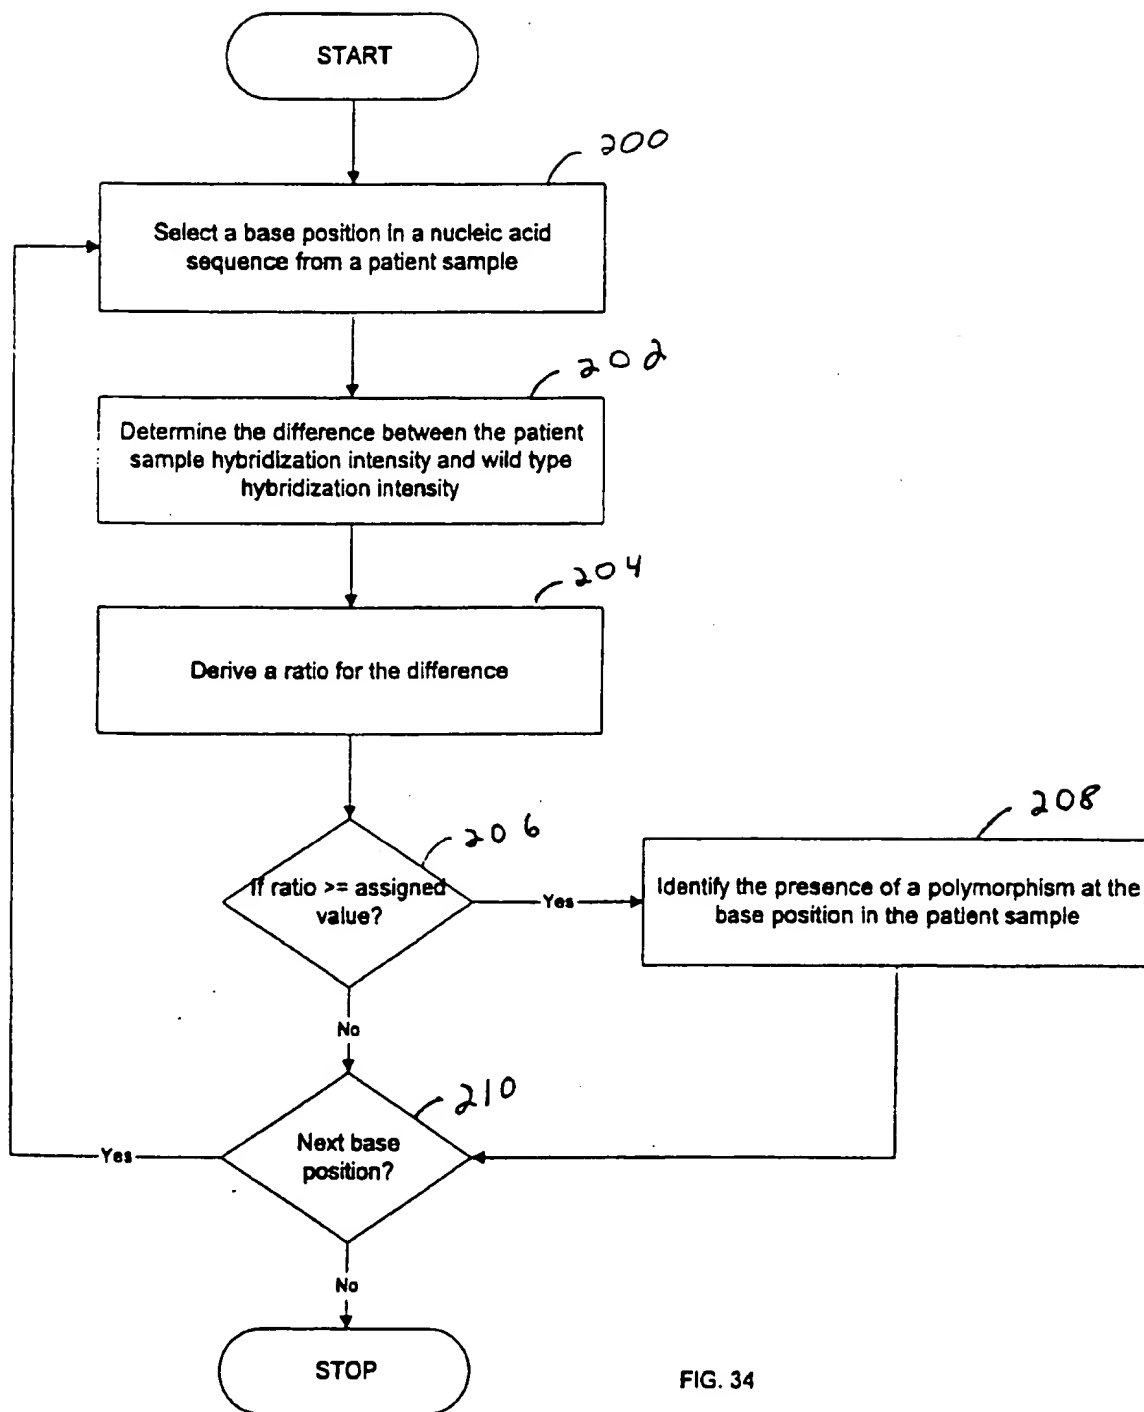 START
200
Select a base position in a nucleic acid
sequence from a patient sample
202
Determine the difference between the patient
sample hybridization intensity and wild type
hybridization intensity
204
Derive a ratio for the difference
206
If ratio >= assigned
value?
Yes
208
Identify the presence of a polymorphism at the
base position in the patient sample
No
210
Next base
position?
Yes
No
STOP
FIG. 34